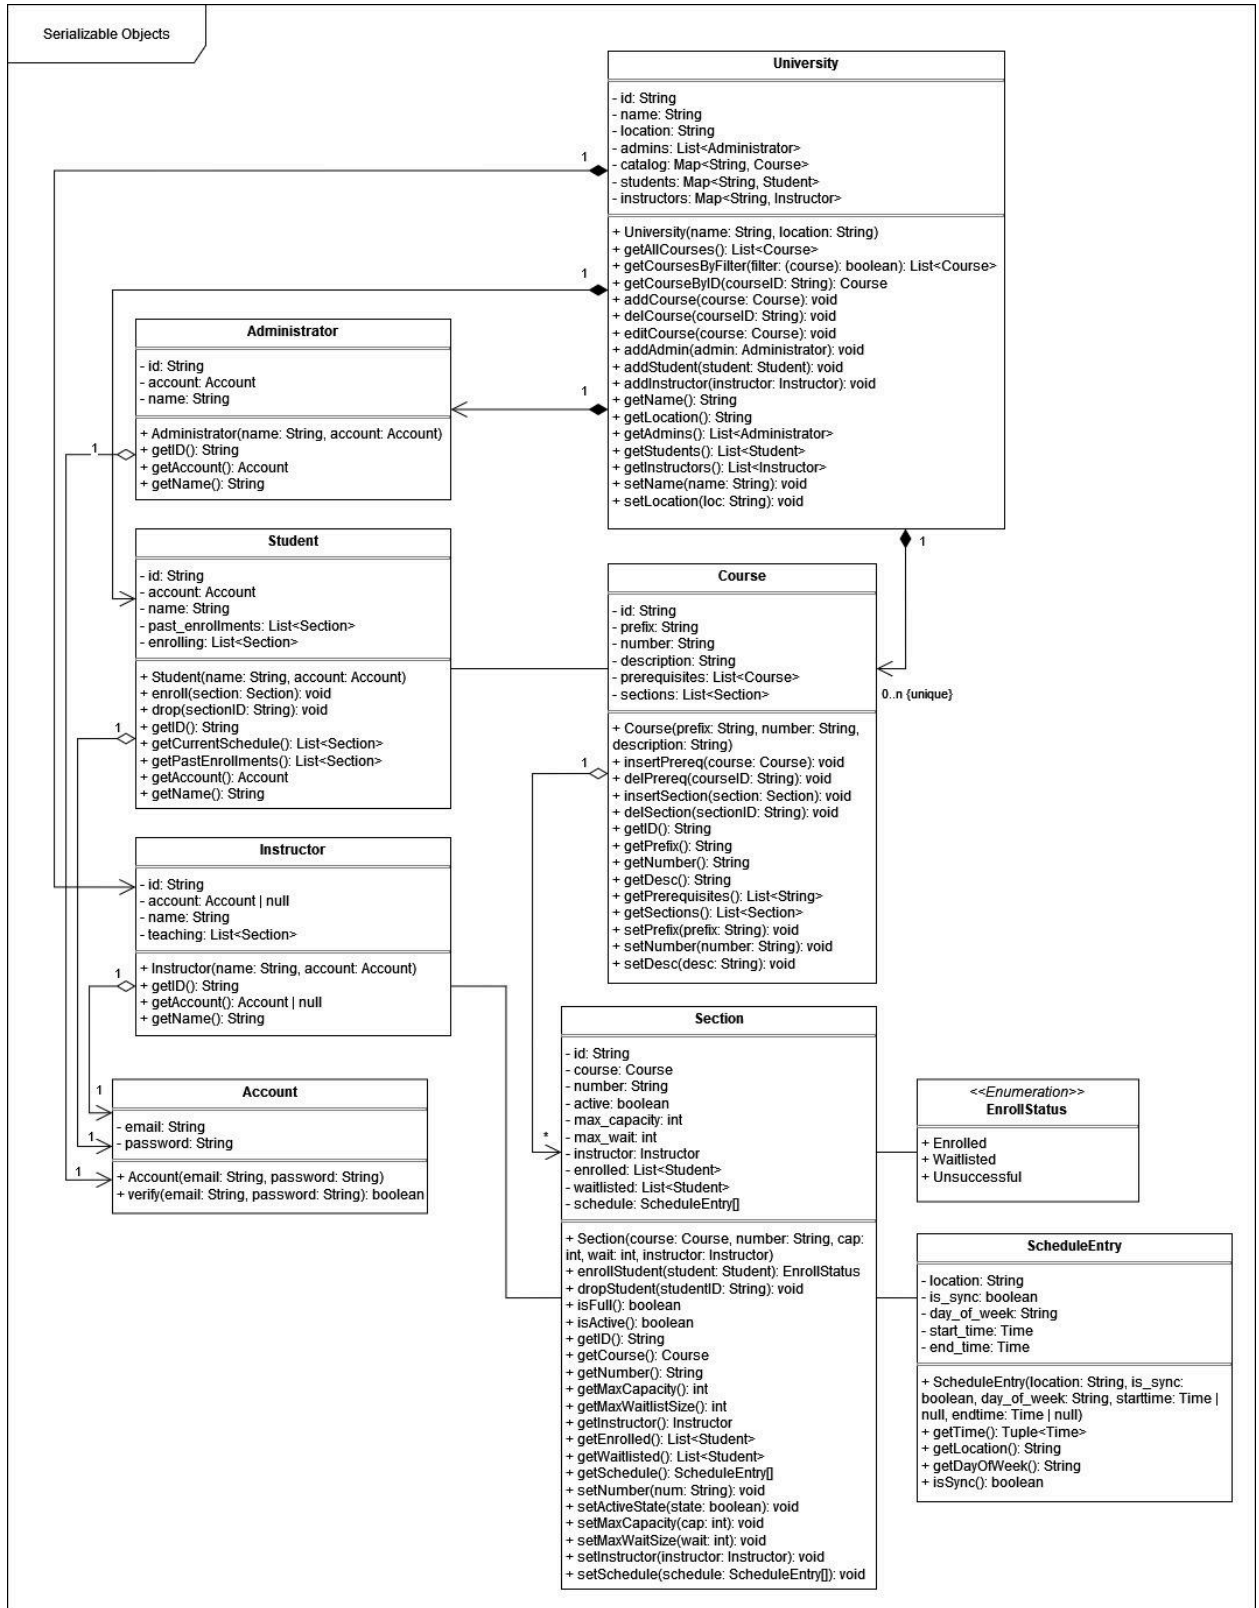 Serializable Objects
University
- id: String
- name: String
- location: String
- admins: List<Administrator>
- catalog: Map<String, Course>
- students: Map<String, Student>
- instructors: Map<String, Instructor>
+ University(name: String, location: String)
+ getAllCourses(): List<Course>
+ getCoursesByFilter(filter: (course): boolean): List<Course>
+ getCourseByID(courseID: String): Course
+ addCourse(course: Course): void
+ delCourse(courseID: String): void
+ editCourse(course: Course): void
+ addAdmin(admin: Administrator): void
+ addStudent(student: Student): void
+ addInstructor(instructor: Instructor): void
+ getName(): String
+ getLocation(): String
+ getAdmins(): List<Administrator>
+ getStudents(): List<Student>
+ getInstructors(): List<Instructor>
+ setName(name: String): void
+ setLocation(loc: String): void
1
1
1
1
Administrator
- id: String
- account: Account
- name: String
+ Administrator(name: String, account: Account)
+ getID(): String
+ getAccount(): Account
+ getName(): String
1
Student
- id: String
- account: Account
- name: String
- past_enrollments: List<Section>
- enrolling: List<Section>
+ Student(name: String, account: Account)
+ enroll(section: Section): void
+ drop(sectionID: String): void
+ getID(): String
+ getCurrentSchedule(): List<Section>
+ getPastEnrollments(): List<Section>
+ getAccount(): Account
+ getName(): String
1
Course
- id: String
- prefix: String
- number: String
- description: String
- prerequisites: List<Course>
- sections: List<Section>
+ Course(prefix: String, number: String,
description: String)
+ insertPrereq(course: Course): void
+ delPrereq(courseID: String): void
+ insertSection(section: Section): void
+ delSection(sectionID: String): void
+ getID(): String
+ getPrefix(): String
+ getNumber(): String
+ getDesc(): String
+ getPrerequisites(): List<String>
+ getSections(): List<Section>
+ setPrefix(prefix: String): void
+ setNumber(number: String): void
+ setDesc(desc: String): void
0..n {unique}
1
Instructor
- id: String
- account: Account | null
- name: String
- teaching: List<Section>
+ Instructor(name: String, account: Account)
+ getID(): String
+ getAccount(): Account | null
+ getName(): String
1
Account
- email: String
- password: String
+ Account(email: String, password: String)
+ verify(email: String, password: String): boolean
1
1
1
Section
- id: String
- course: Course
- number: String
- active: boolean
- max_capacity: int
- max_wait: int
- instructor: Instructor
- enrolled: List<Student>
- waitlisted: List<Student>
- schedule: ScheduleEntry[]
+ Section(course: Course, number: String, cap:
int, wait: int, instructor: Instructor)
+ enrollStudent(student: Student): EnrollStatus
+ dropStudent(studentID: String): void
+ isFull(): boolean
+ isActive(): boolean
+ getID(): String
+ getCourse(): Course
+ getNumber(): String
+ getMaxCapacity(): int
+ getMaxWaitlistSize(): int
+ getInstructor(): Instructor
+ getEnrolled(): List<Student>
+ getWaitlisted(): List<Student>
+ getSchedule(): ScheduleEntry[]
+ setNumber(num: String): void
+ setActiveState(state: boolean): void
+ setMaxCapacity(cap: int): void
+ setMaxWaitSize(wait: int): void
+ setInstructor(instructor: Instructor): void
+ setSchedule(schedule: ScheduleEntry[]): void
*
<<Enumeration>>
EnrollStatus
+ Enrolled
+ Waitlisted
+ Unsuccessful
ScheduleEntry
- location: String
- is_sync: boolean
- day_of_week: String
- start_time: Time
- end_time: Time
+ ScheduleEntry(location: String, is_sync:
boolean, day_of_week: String, starttime: Time |
null, endtime: Time | null)
+ getTime(): Tuple<Time>
+ getLocation(): String
+ getDayOfWeek(): String
+ isSync(): boolean